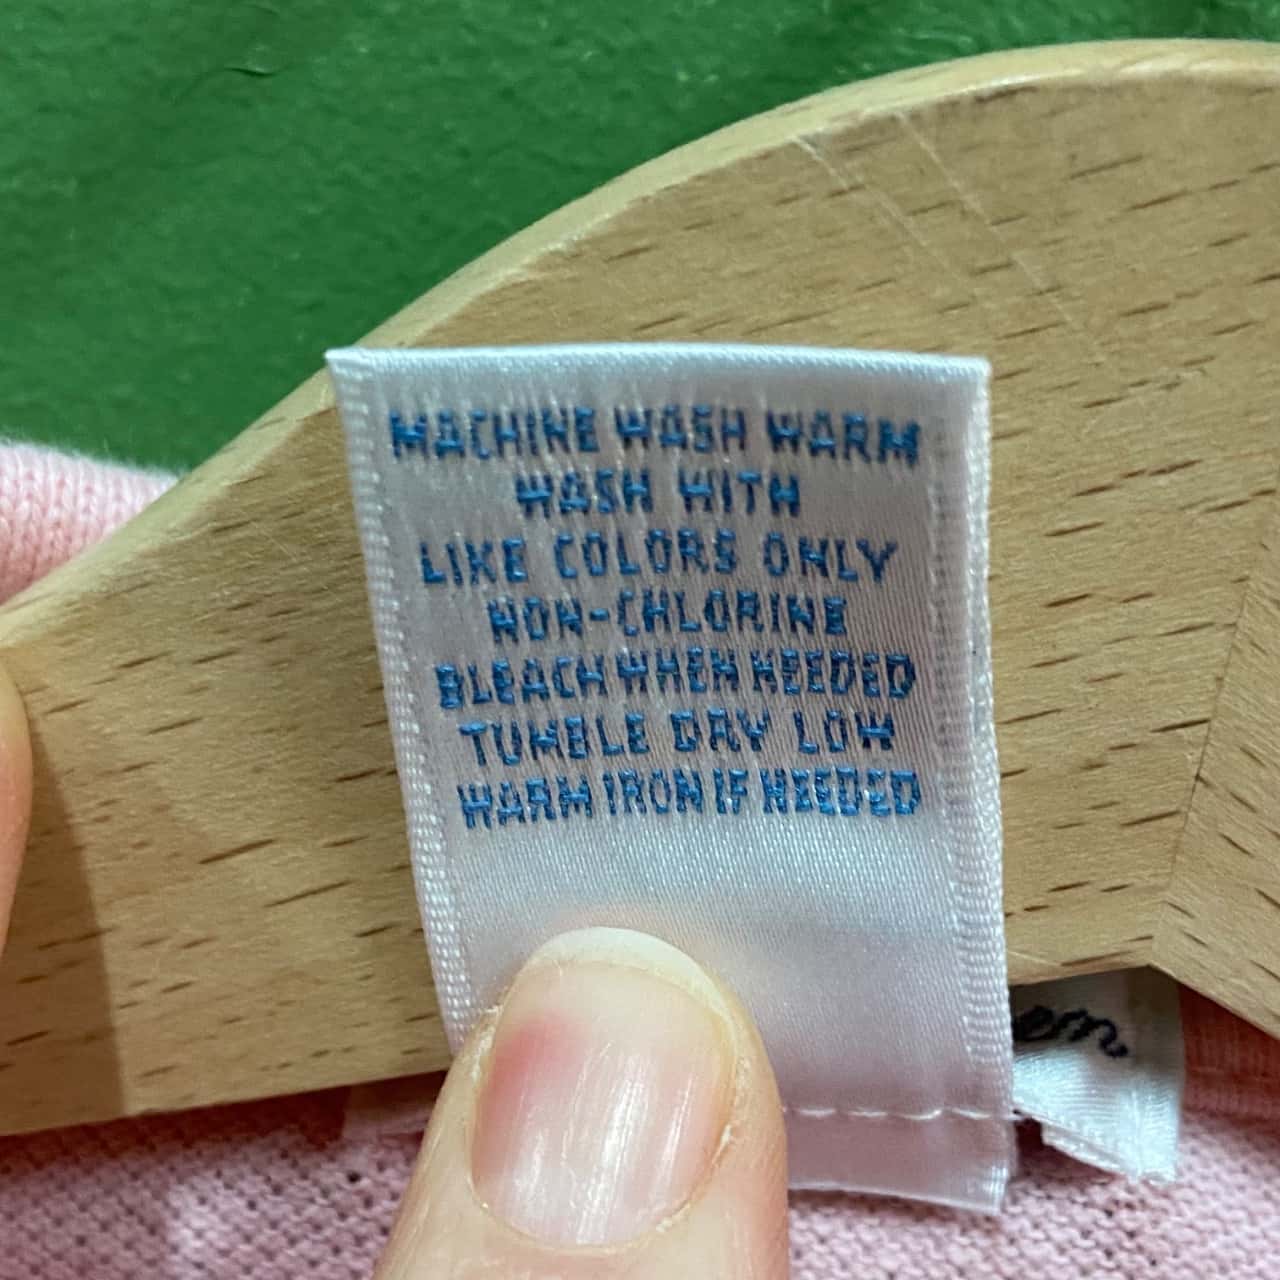 MACHINE WASH WARM
WASH WITH
LIKE COLORS ONLY
NON-CHLORINE
BLEACH WHEN NEEDED
TUMBLE DRY LOW
WARM IRON IF NEEDED
em